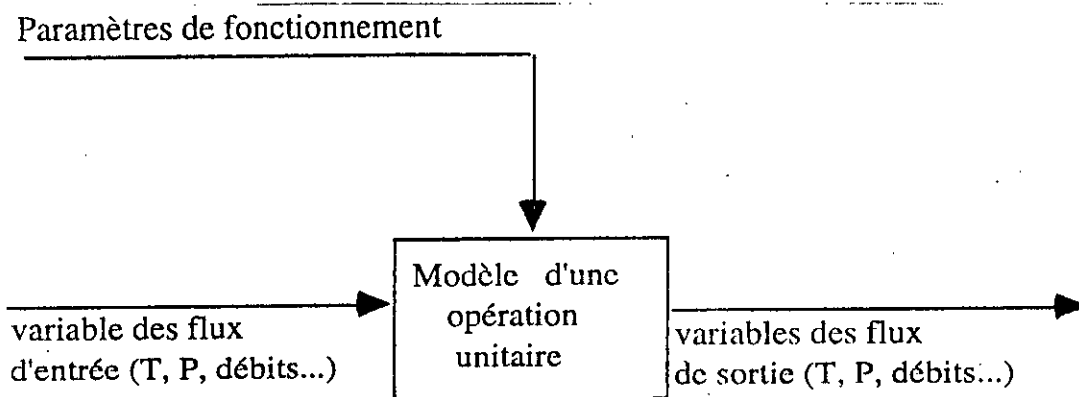 Paramètres de fonctionnement
Modèle d'une
opération
unitaire
variable des flux
d'entrée (T, P, débits...)
variables des flux
de sortie (T, P, débits...)